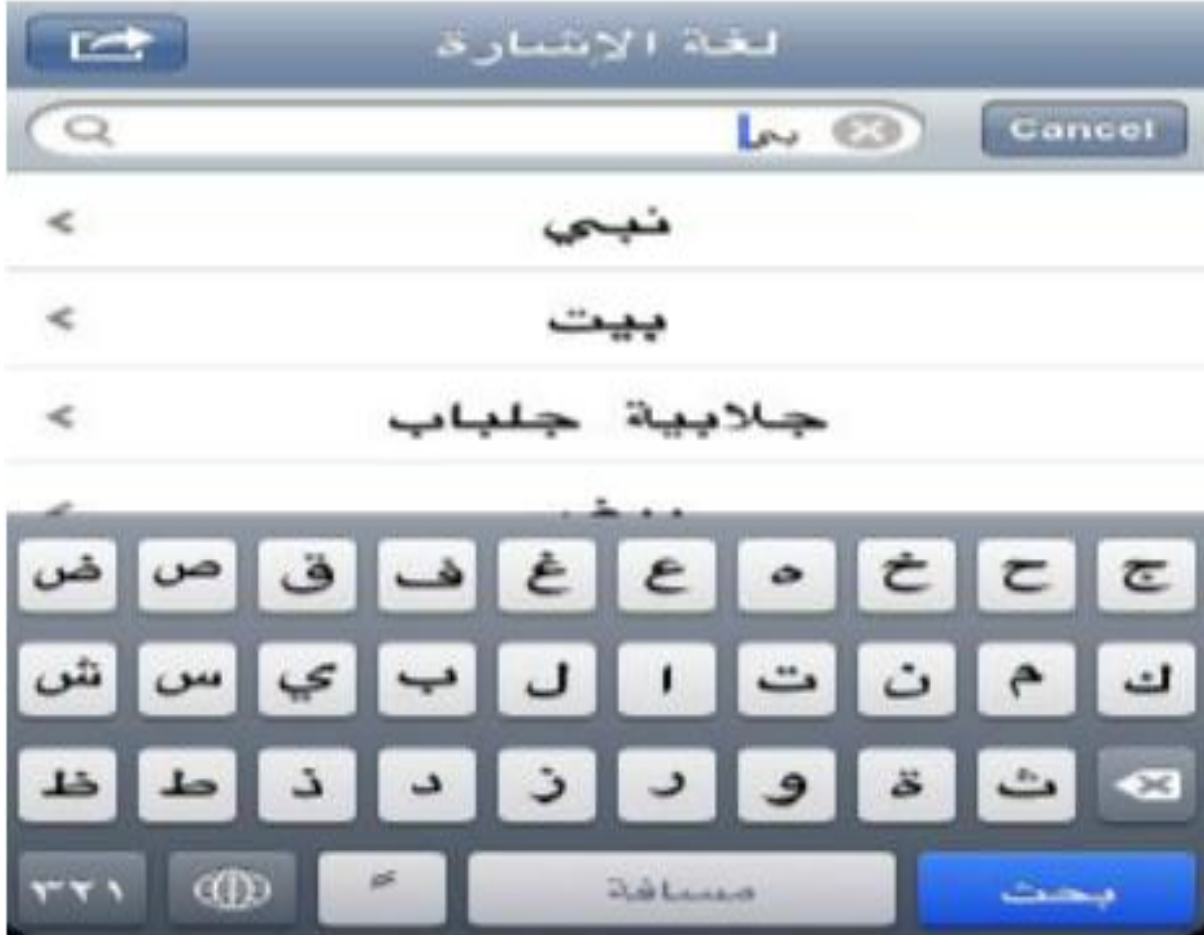 لغة الإشارة
بي
Cancel
نبي
بيت
جلابية جلباب
ض ص ق ف غ ع ه خ ح ج
ش س ي ب ل ا ت ن م ك
ظ ط ذ د ز ر و ة ث
٣٢١ مسافة بحث